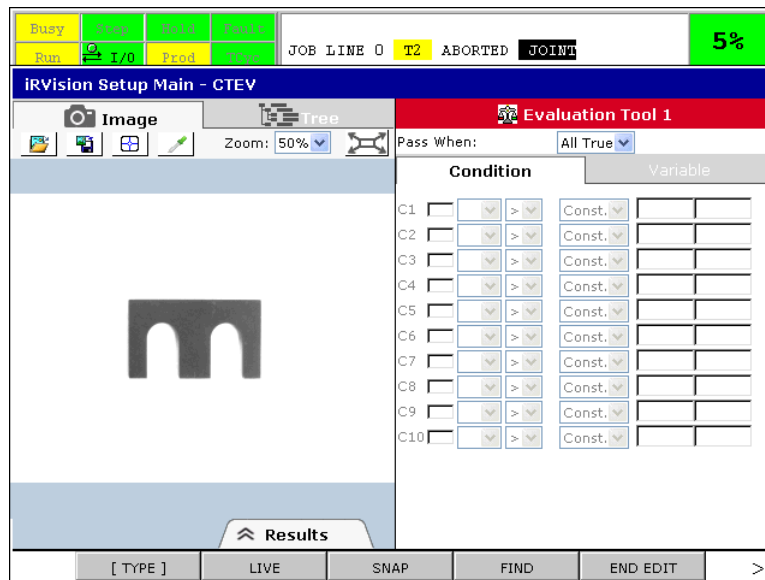 Busy Step Hold Fault
Run I/O Prod TCyc
JOB LINE 0 T2 ABORTED JOINT
5%
iRVision Setup Main - CTEV
Image Tree
Evaluation Tool 1
Zoom: 50%
Pass When: All True
Condition Variable
C1 > Const.
C2 > Const.
C3 > Const.
C4 > Const.
C5 > Const.
C6 > Const.
C7 > Const.
C8 > Const.
C9 > Const.
C10 > Const.
Results
[ TYPE ] LIVE SNAP FIND END EDIT >